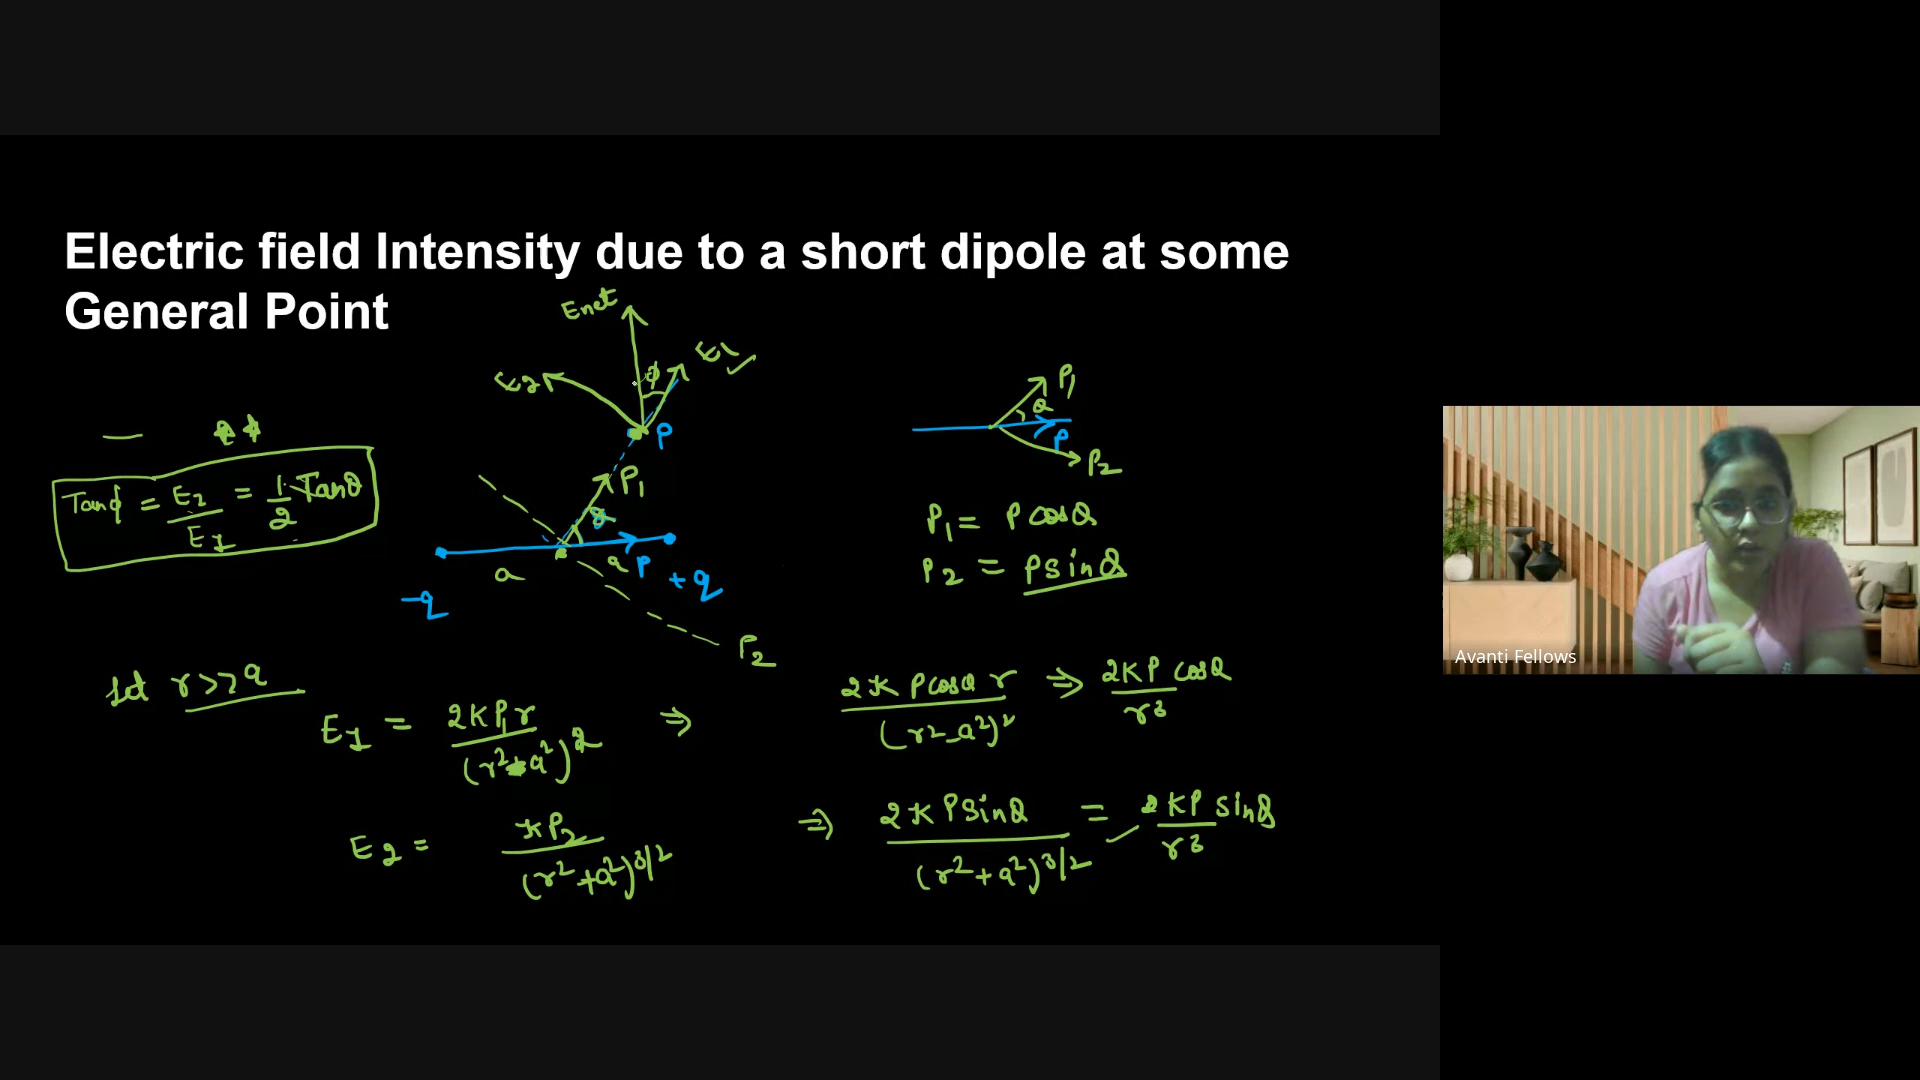 Electric field Intensity due to a short dipole at some
General Point
Enet
E1
E2
ϕ
P
P1
θ
P
P2
Tanϕ = E2/E1 = 1/2 Tanθ
P1
θ
a
a
P
+q
-q
P2
P1 = P cosθ
P2 = P sinθ
let r>>a
E1 = 2KP1r/(r²-a²)² ⇒ 2KPcosθ r/(r²-a²)² ⇒ 2KP cosθ/r³
E2 = KP2/(r²+a²)^3/2 ⇒ 2KPsinθ/(r²+a²)^3/2 = 2KP sinθ/r³
Avanti Fellows